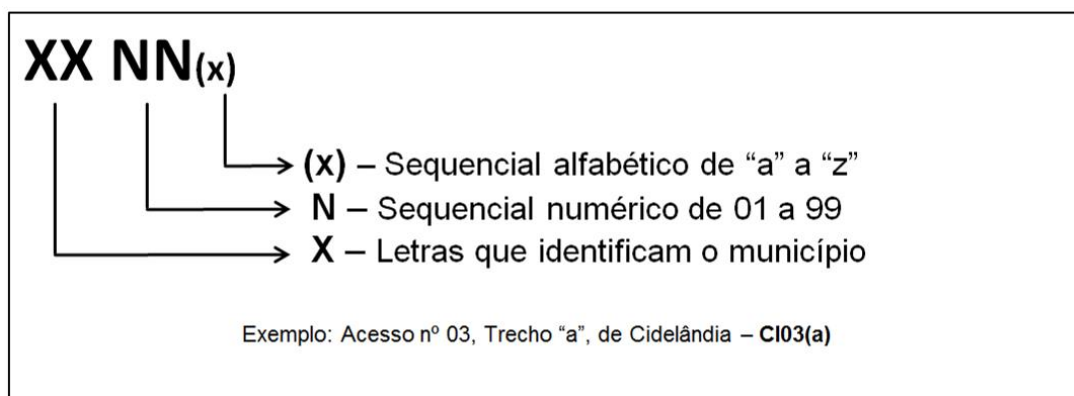 XX NN(x)
(x) – Sequencial alfabético de “a” a “z”
N – Sequencial numérico de 01 a 99
X – Letras que identificam o município
Exemplo: Acesso nº 03, Trecho “a”, de Cidelândia – CI03(a)